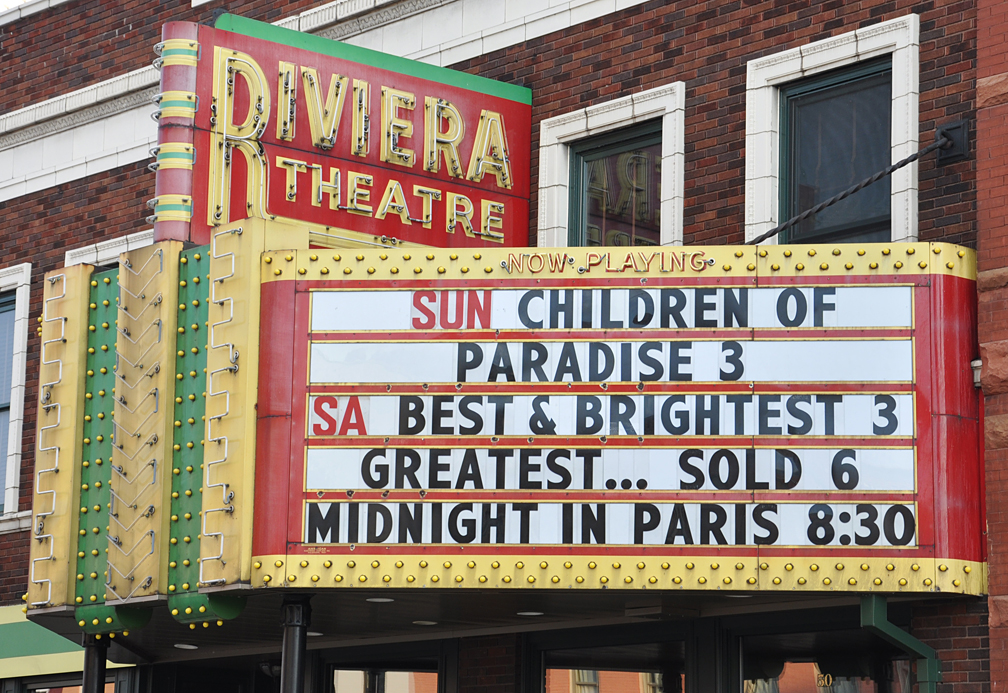 RIVIERA
THEATRE
NOW PLAYING
SUN CHILDREN OF
PARADISE 3
SA BEST & BRIGHTEST 3
GREATEST... SOLD 6
MIDNIGHT IN PARIS 8:30
50